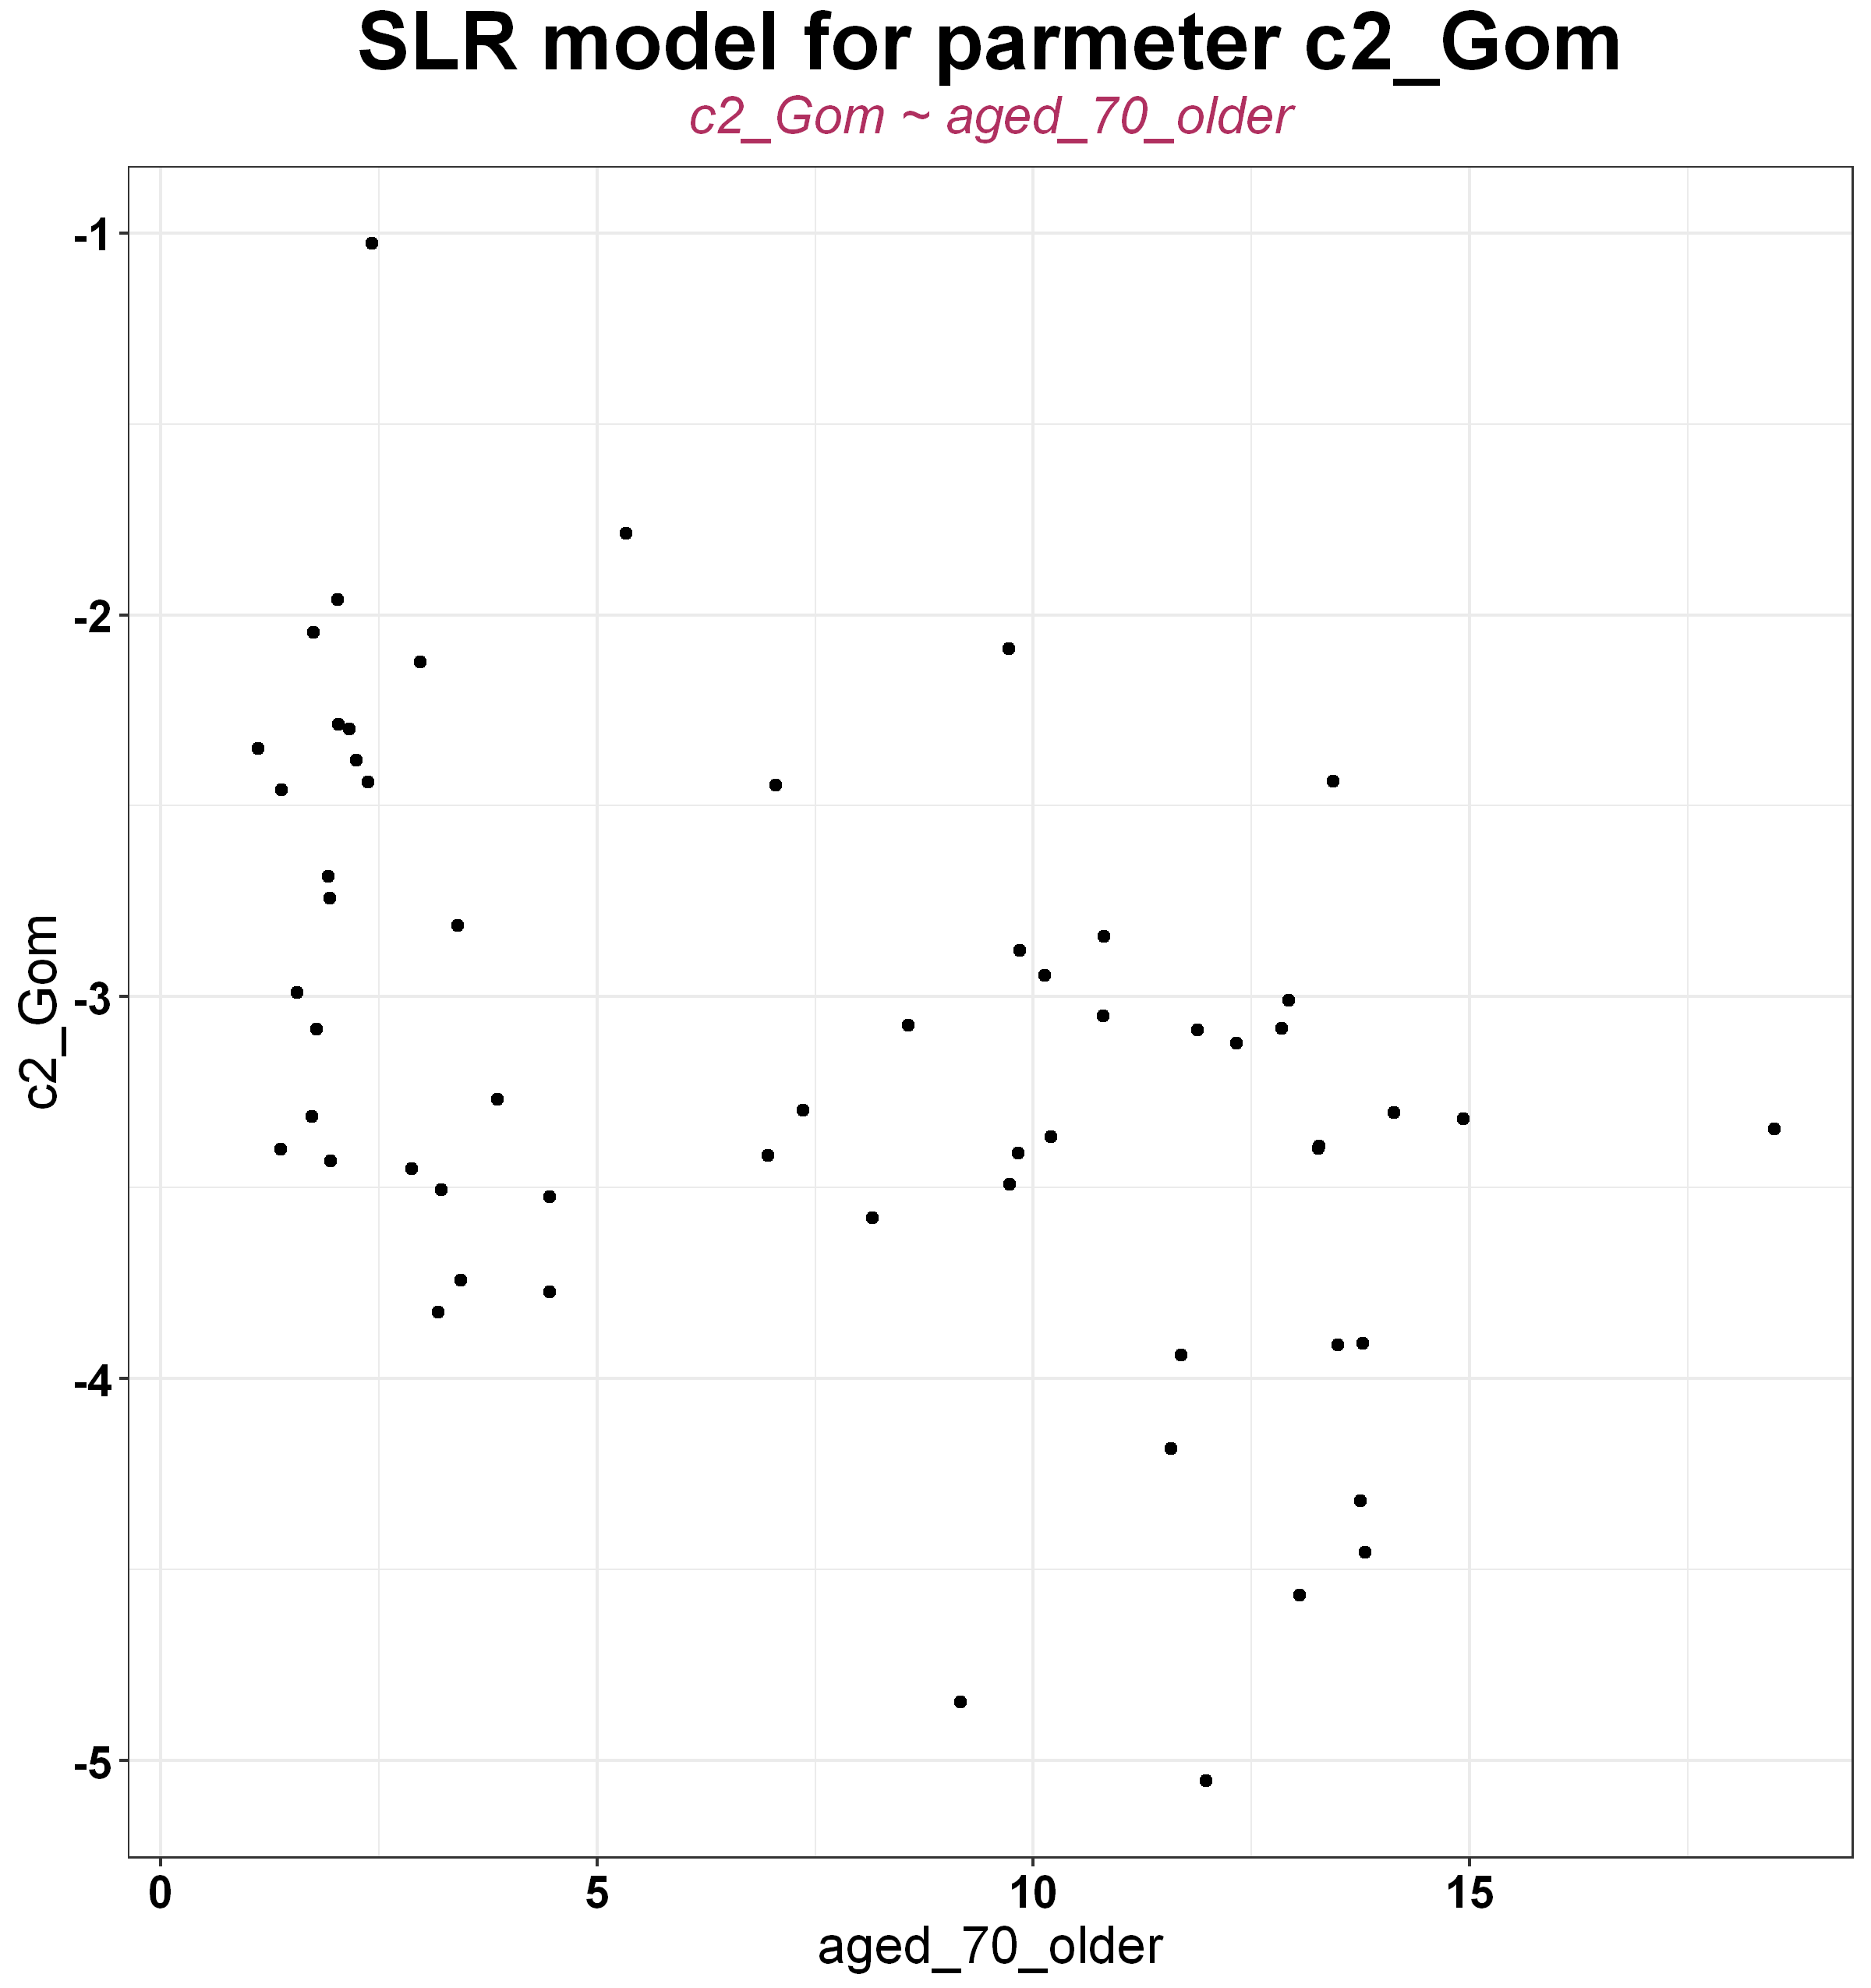 SLR model for parmeter c2_Gom
c2_Gom ~ aged_70_older
c2_Gom
-1
-2
-3
-4
-5
0 5 10 15
aged_70_older